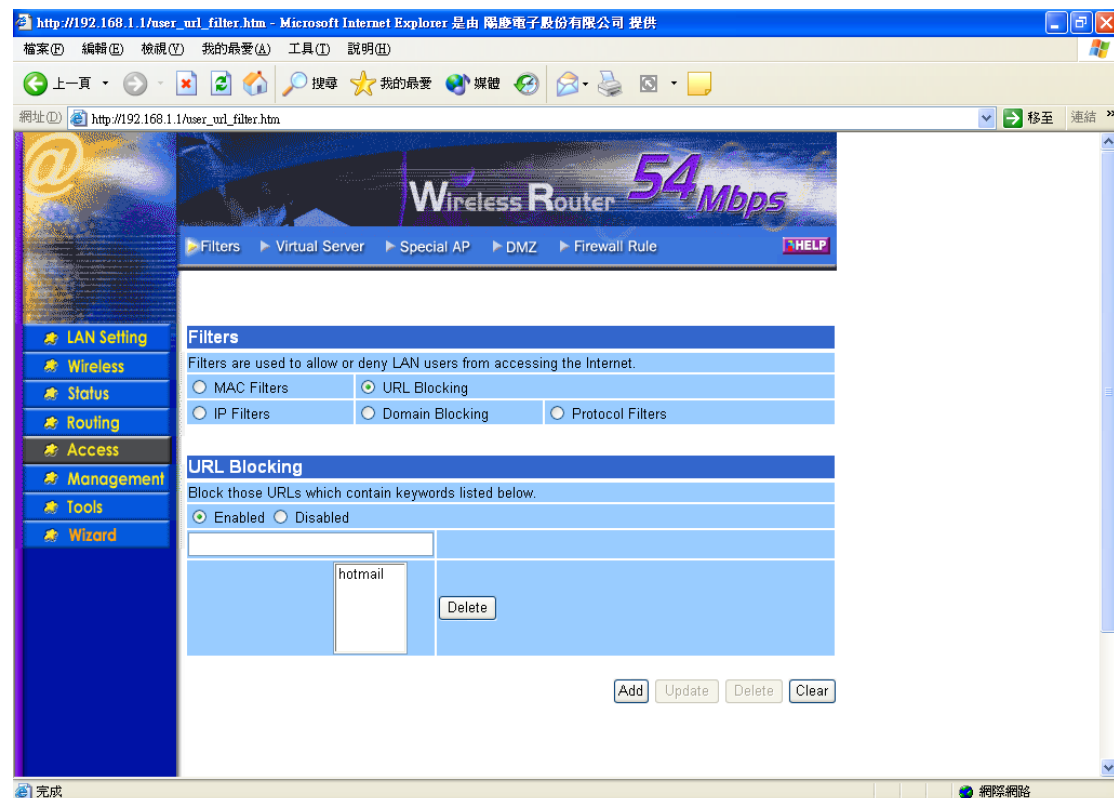 http://192.168.1.1/user_url_filter.htm - Microsoft Internet Explorer 是由 陽慶電子股份有限公司 提供
檔案(F) 編輯(E) 檢視(V) 我的最愛(A) 工具(T) 說明(H)
上一頁 搜尋 我的最愛 媒體
網址(D) http://192.168.1.1/user_url_filter.htm 移至 連結 »
@
Wireless Router 54 Mbps
Filters Virtual Server Special AP DMZ Firewall Rule HELP
LAN Setting
Wireless
Status
Routing
Access
Management
Tools
Wizard
Filters
Filters are used to allow or deny LAN users from accessing the Internet.
MAC Filters URL Blocking
IP Filters Domain Blocking Protocol Filters
URL Blocking
Block those URLs which contain keywords listed below.
Enabled Disabled
hotmail
Delete
Add Update Delete Clear
完成 網際網路